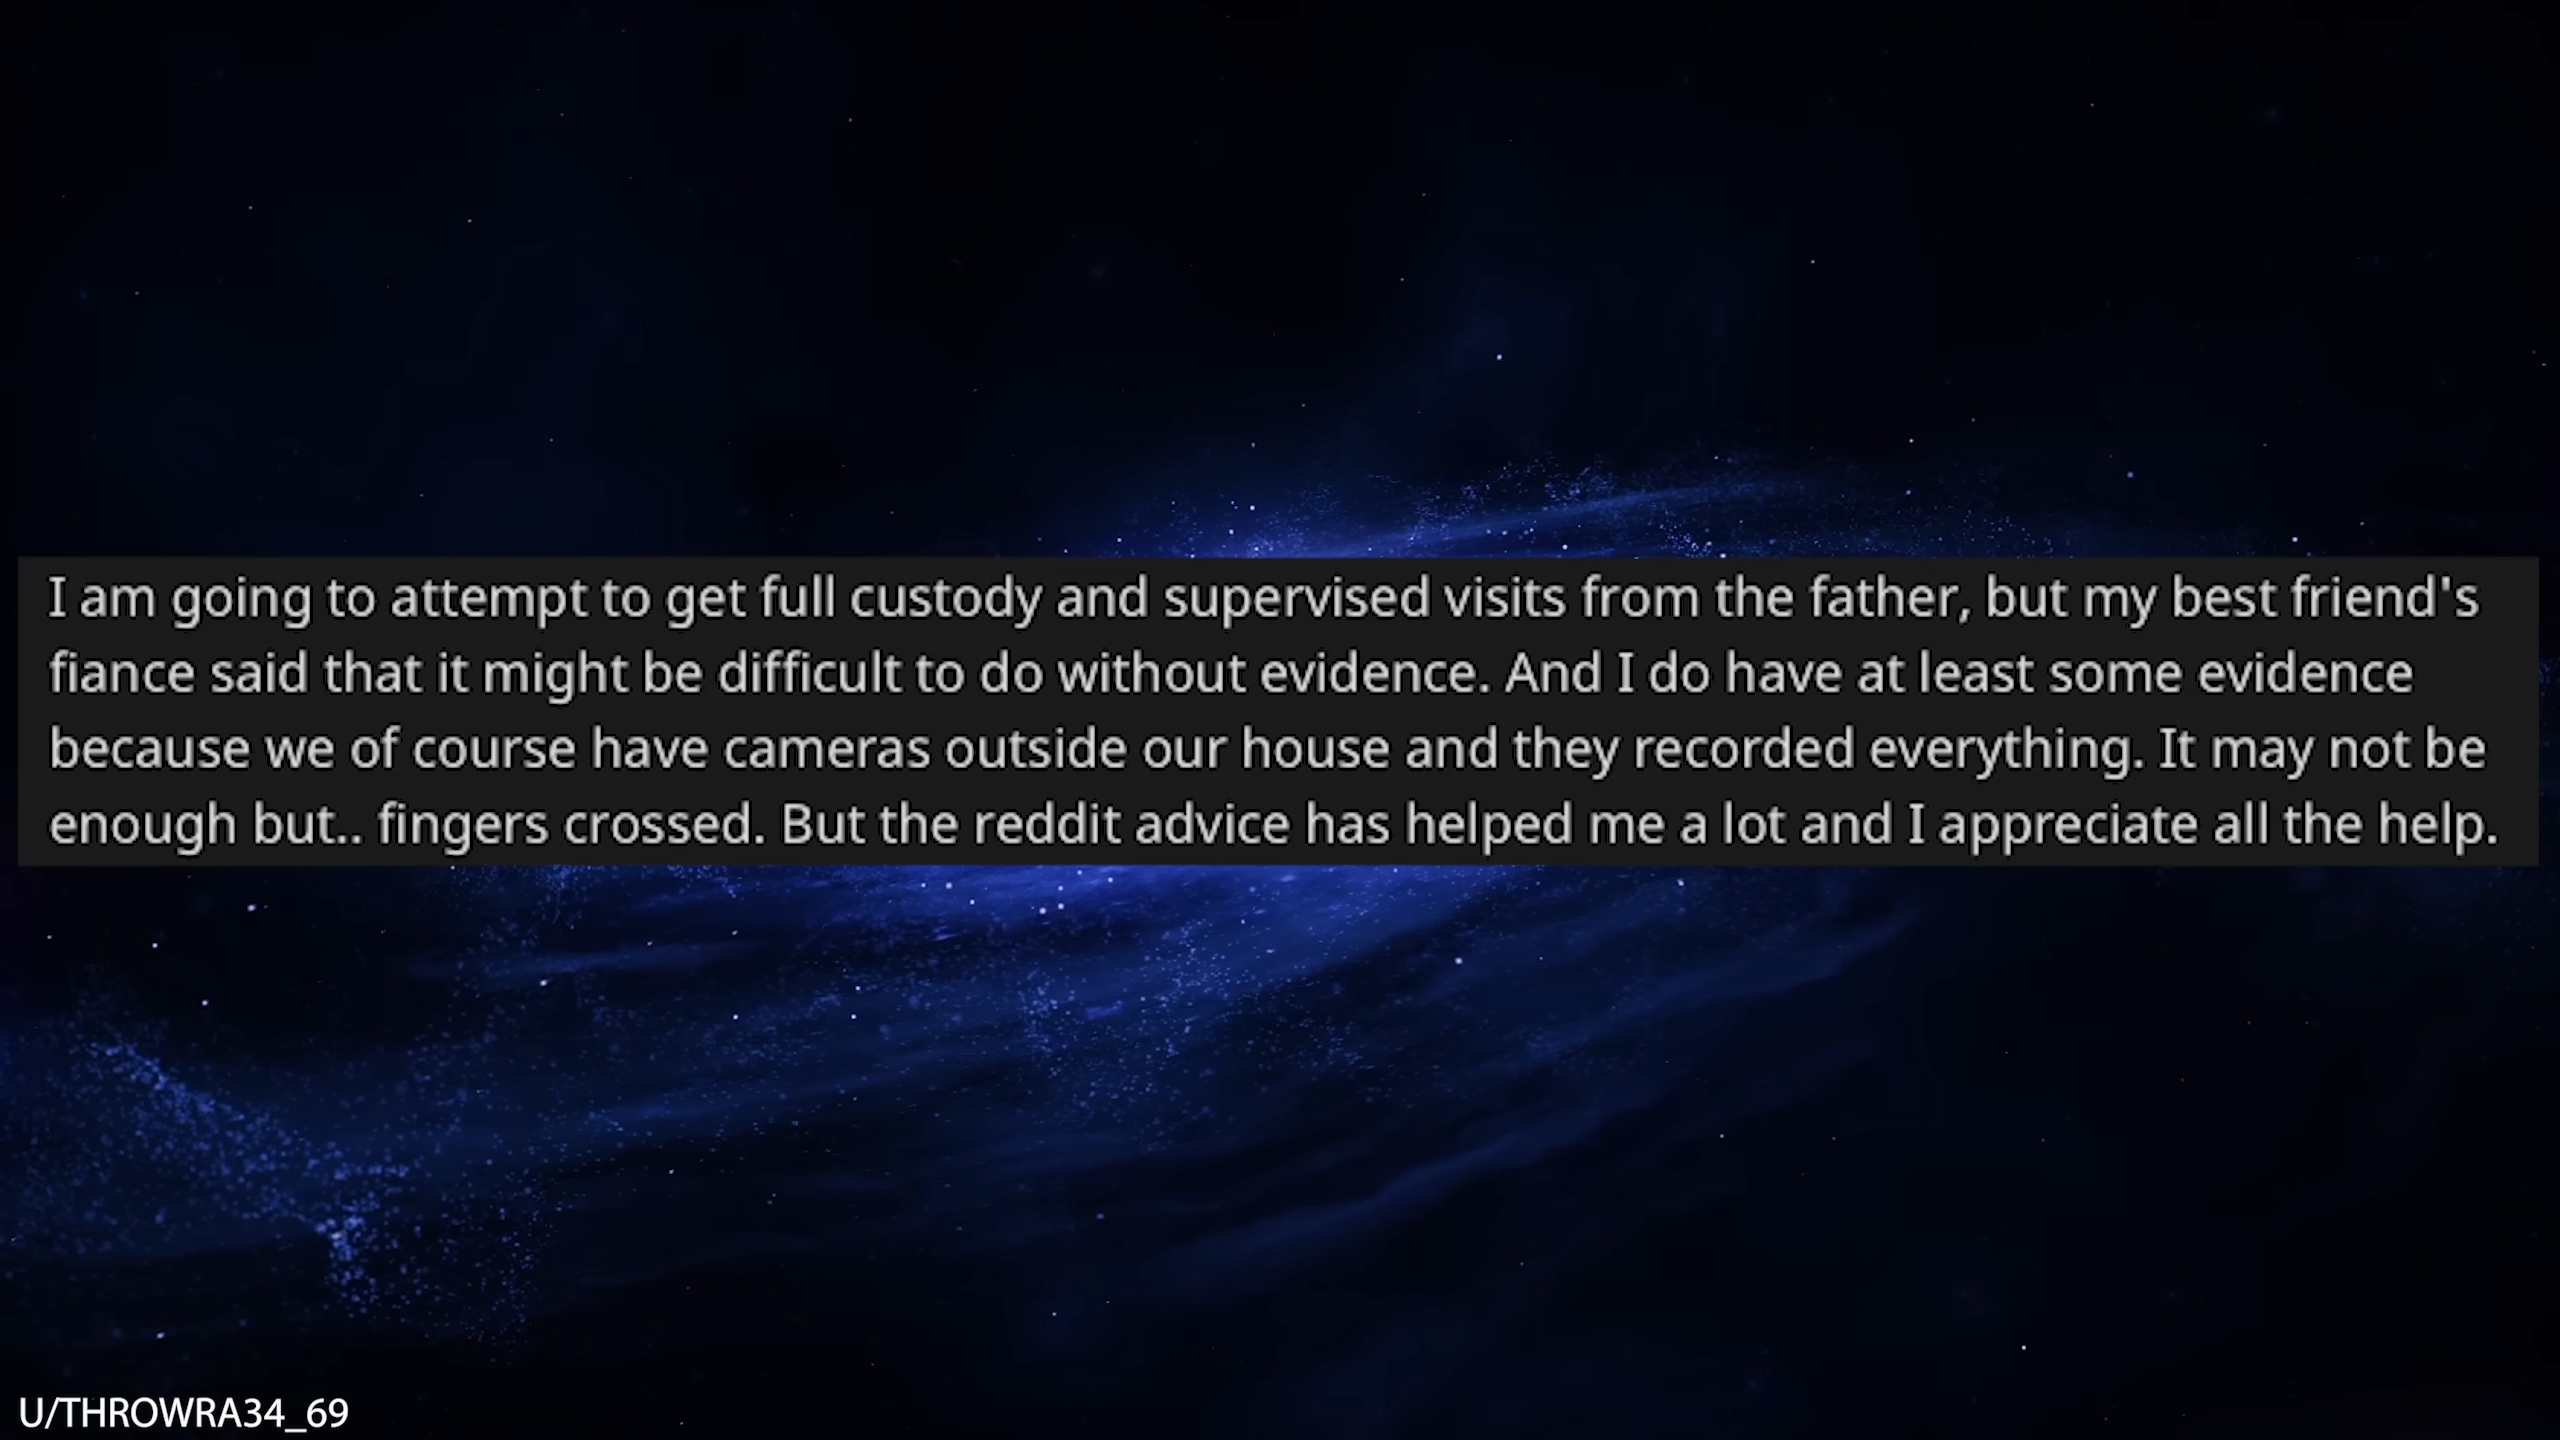 I am going to attempt to get full custody and supervised visits from the father, but my best friend's
fiance said that it might be difficult to do without evidence. And I do have at least some evidence
because we of course have cameras outside our house and they recorded everything. It may not be
enough but.. fingers crossed. But the reddit advice has helped me a lot and I appreciate all the help.
U/THROWRA34_69